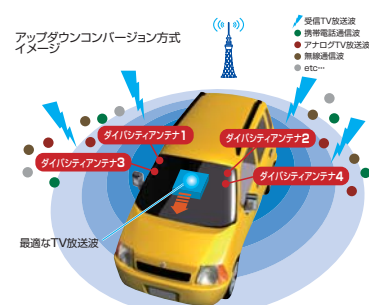 アップダウンコンバージョン方式
イメージ
受信TV放送波
携帯電話通信波
アナログTV放送波
無線通信波
etc…
ダイバシティアンテナ1
ダイバシティアンテナ2
ダイバシティアンテナ3
ダイバシティアンテナ4
最適なTV放送波